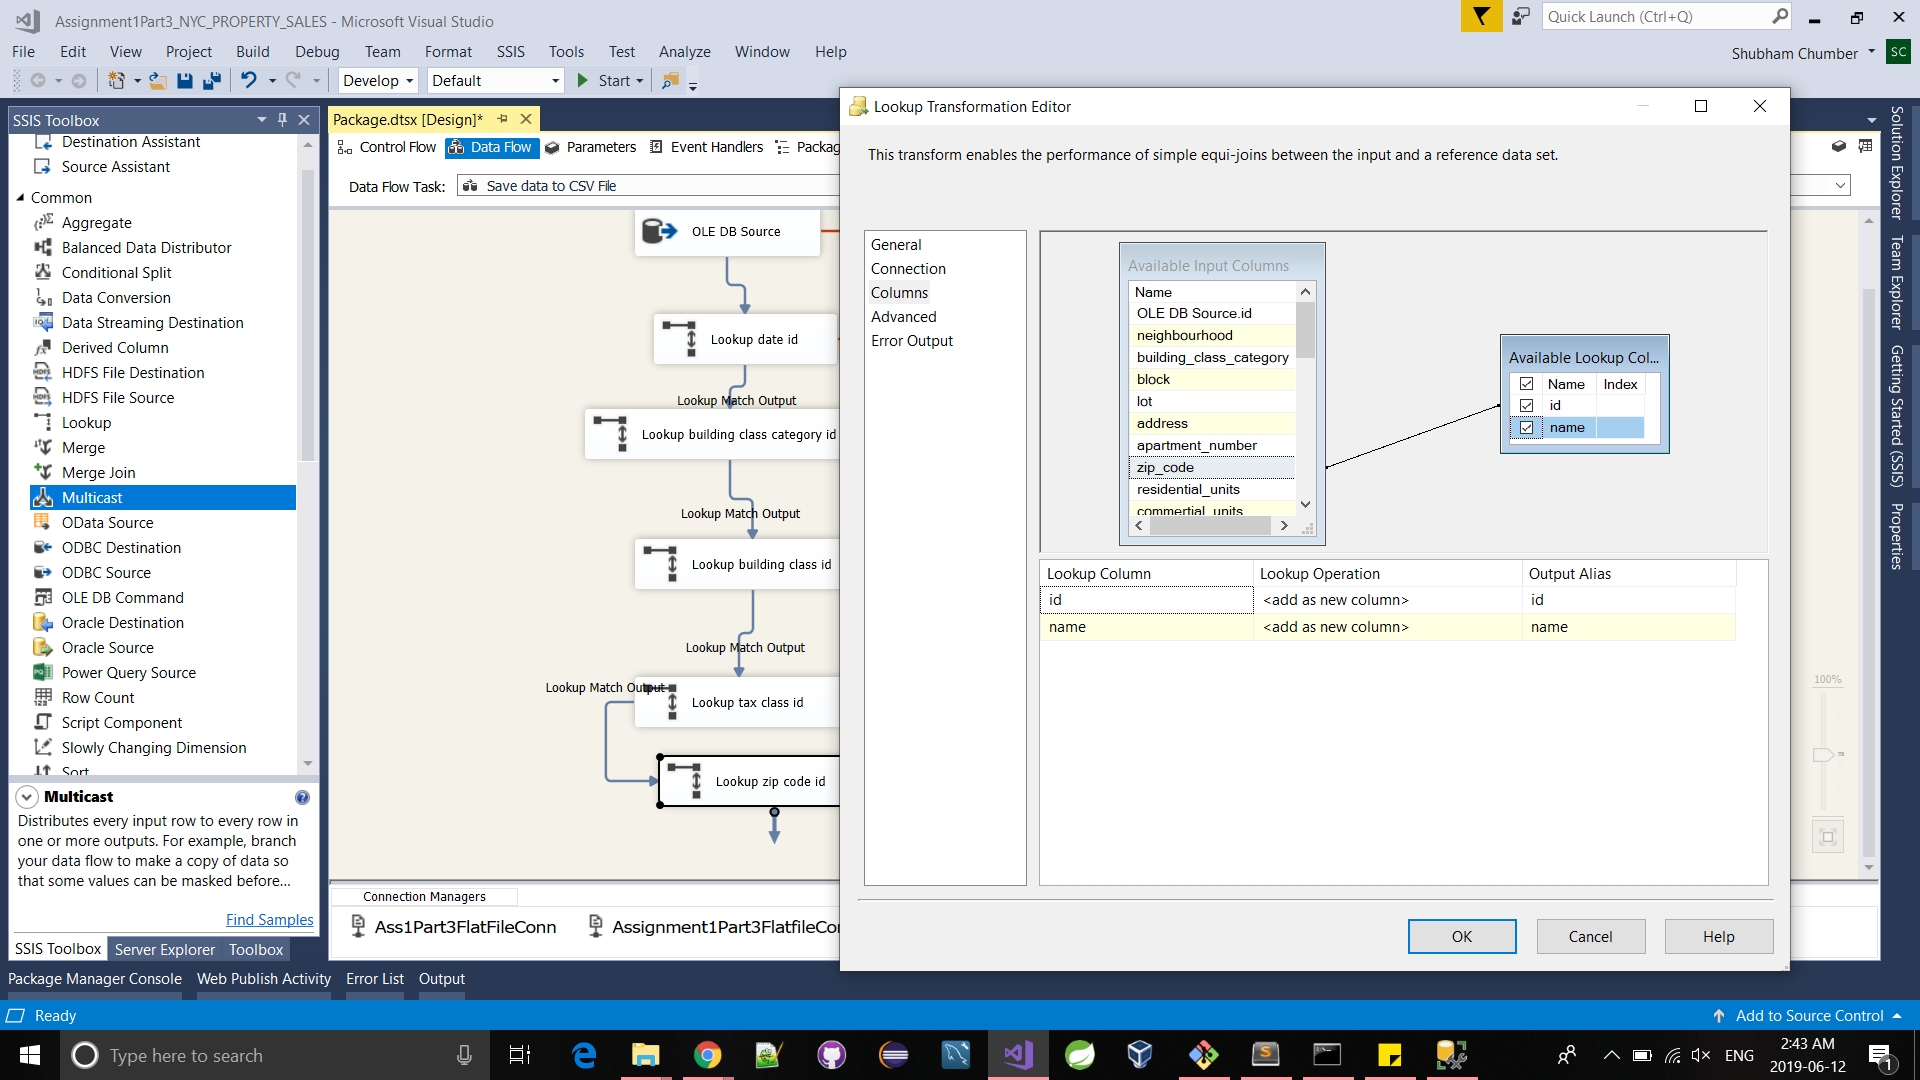 Assignment1Part3_NYC_PROPERTY_SALES - Microsoft Visual Studio
Quick Launch (Ctrl+Q)
File Edit View Project Build Debug Team Format SSIS Tools Test Analyze Window Help
Shubham Chumber SC
Develop Default Start
SSIS Toolbox
Destination Assistant
Source Assistant
Common
Aggregate
Balanced Data Distributor
Conditional Split
Data Conversion
Data Streaming Destination
Derived Column
HDFS File Destination
HDFS File Source
Lookup
Merge
Merge Join
Multicast
OData Source
ODBC Destination
ODBC Source
OLE DB Command
Oracle Destination
Oracle Source
Power Query Source
Row Count
Script Component
Slowly Changing Dimension
Sort
Multicast
Distributes every input row to every row in
one or more outputs. For example, branch
your data flow to make a copy of data so
that some values can be masked before...
Find Samples
SSIS Toolbox Server Explorer Toolbox
Package.dtsx [Design]*
Control Flow Data Flow Parameters Event Handlers Packag
Data Flow Task: Save data to CSV File
OLE DB Source
Lookup date id
Lookup Match Output
Lookup building class category id
Lookup Match Output
Lookup building class id
Lookup Match Output
Lookup Match Output
Lookup tax class id
Lookup zip code id
Connection Managers
Ass1Part3FlatFileConn Assignment1Part3FlatfileCo
Lookup Transformation Editor
This transform enables the performance of simple equi-joins between the input and a reference data set.
General
Connection
Columns
Advanced
Error Output
Available Input Columns
Name
OLE DB Source.id
neighbourhood
building_class_category
block
lot
address
apartment_number
zip_code
residential_units
commertial_units
Available Lookup Col...
Name Index
id
name
Lookup Column Lookup Operation Output Alias
id <add as new column> id
name <add as new column> name
OK Cancel Help
100%
Solution Explorer
Team Explorer
Getting Started (SSIS)
Properties
Package Manager Console Web Publish Activity Error List Output
Ready
Add to Source Control
Type here to search
ENG
2:43 AM
2019-06-12
1